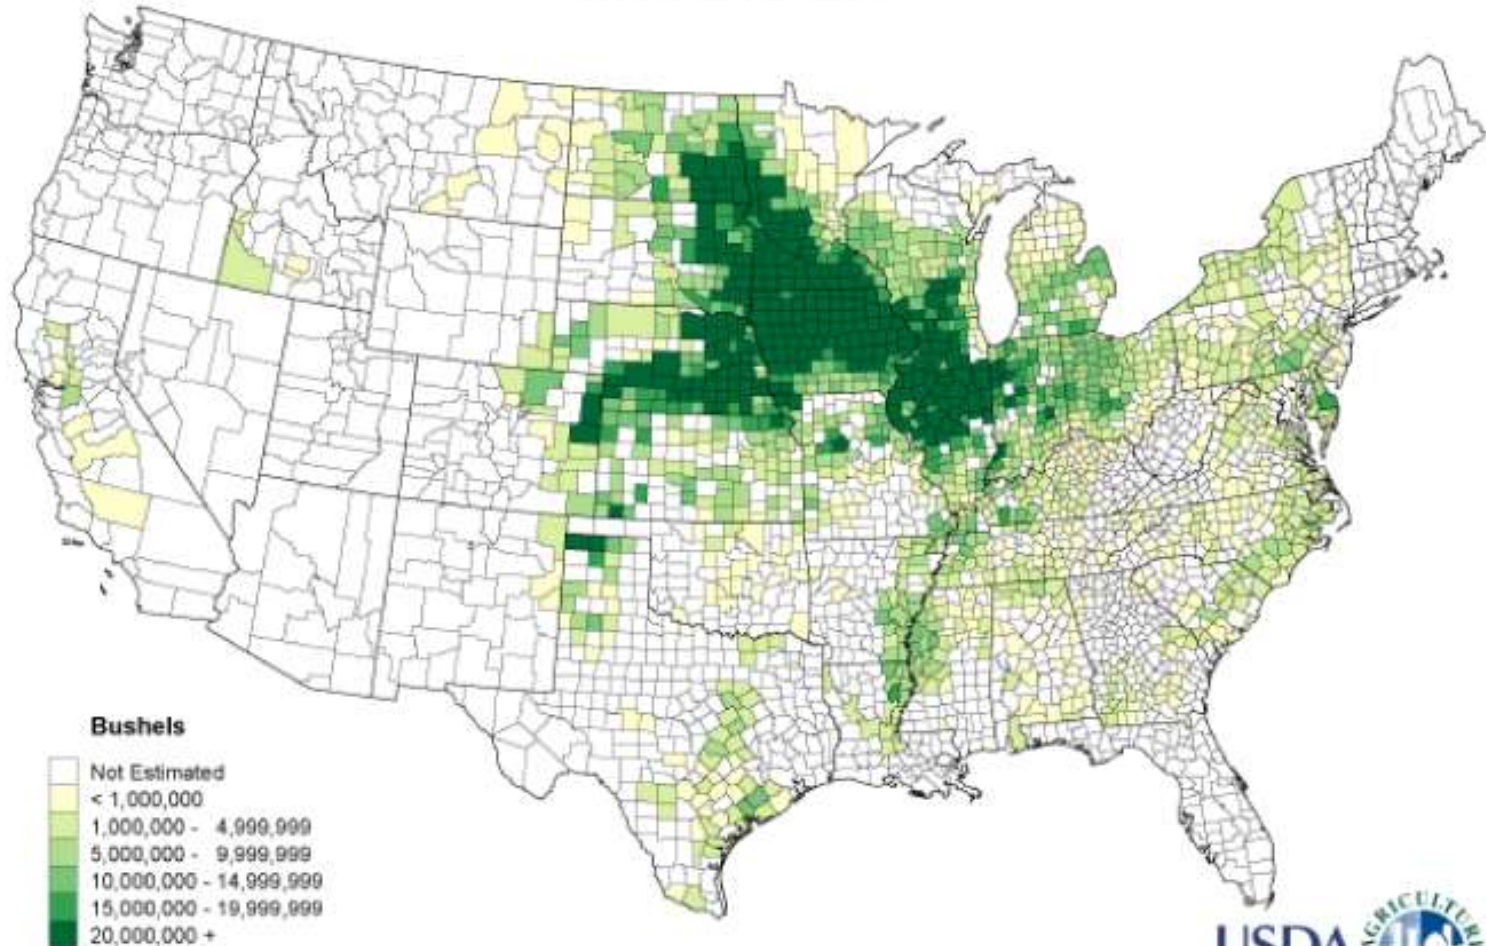 Bushels
Not Estimated
< 1,000,000
1,000,000 - 4,999,999
5,000,000 - 9,999,999
10,000,000 - 14,999,999
15,000,000 - 19,999,999
20,000,000 +
USDA